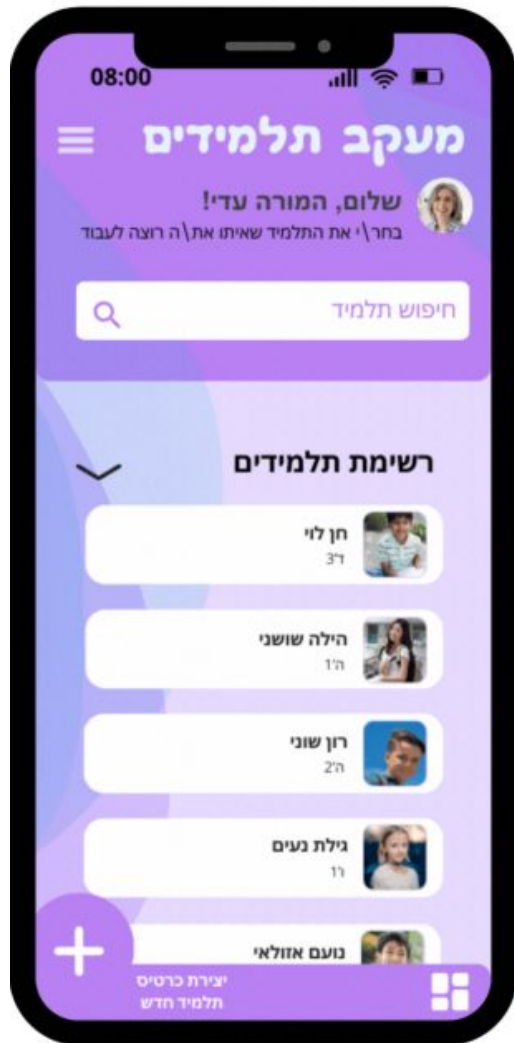 08:00
מעקב תלמידים
שלום, המורה עדי!
בחר\י את התלמיד שאיתו את\ה רוצה לעבוד
חיפוש תלמיד
רשימת תלמידים
חן לוי
ד'3
הילה שושני
ה'1
רון שוני
ה'2
גילת נעים
ו'1
נועם אזולאי
יצירת כרטיס
תלמיד חדש